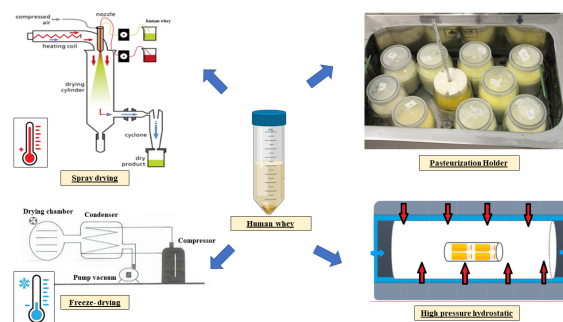 compressed
air
nozzle
human whey
heating coil
drying
cylinder
cyclone
dry
product
Spray drying
Pasteurization Holder
Human whey
Drying chamber
Condenser
Compressor
Pump vacuum
Freeze- drying
High pressure hydrostatic